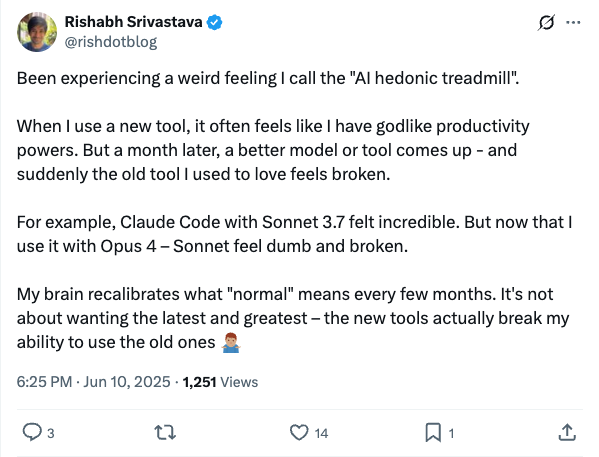 Rishabh Srivastava
@rishdotblog
Been experiencing a weird feeling I call the "AI hedonic treadmill".
When I use a new tool, it often feels like I have godlike productivity
powers. But a month later, a better model or tool comes up - and
suddenly the old tool I used to love feels broken.
For example, Claude Code with Sonnet 3.7 felt incredible. But now that I
use it with Opus 4 – Sonnet feel dumb and broken.
My brain recalibrates what "normal" means every few months. It's not
about wanting the latest and greatest – the new tools actually break my
ability to use the old ones 🤷🏽‍♂️
6:25 PM · Jun 10, 2025 · 1,251 Views
3 14 1